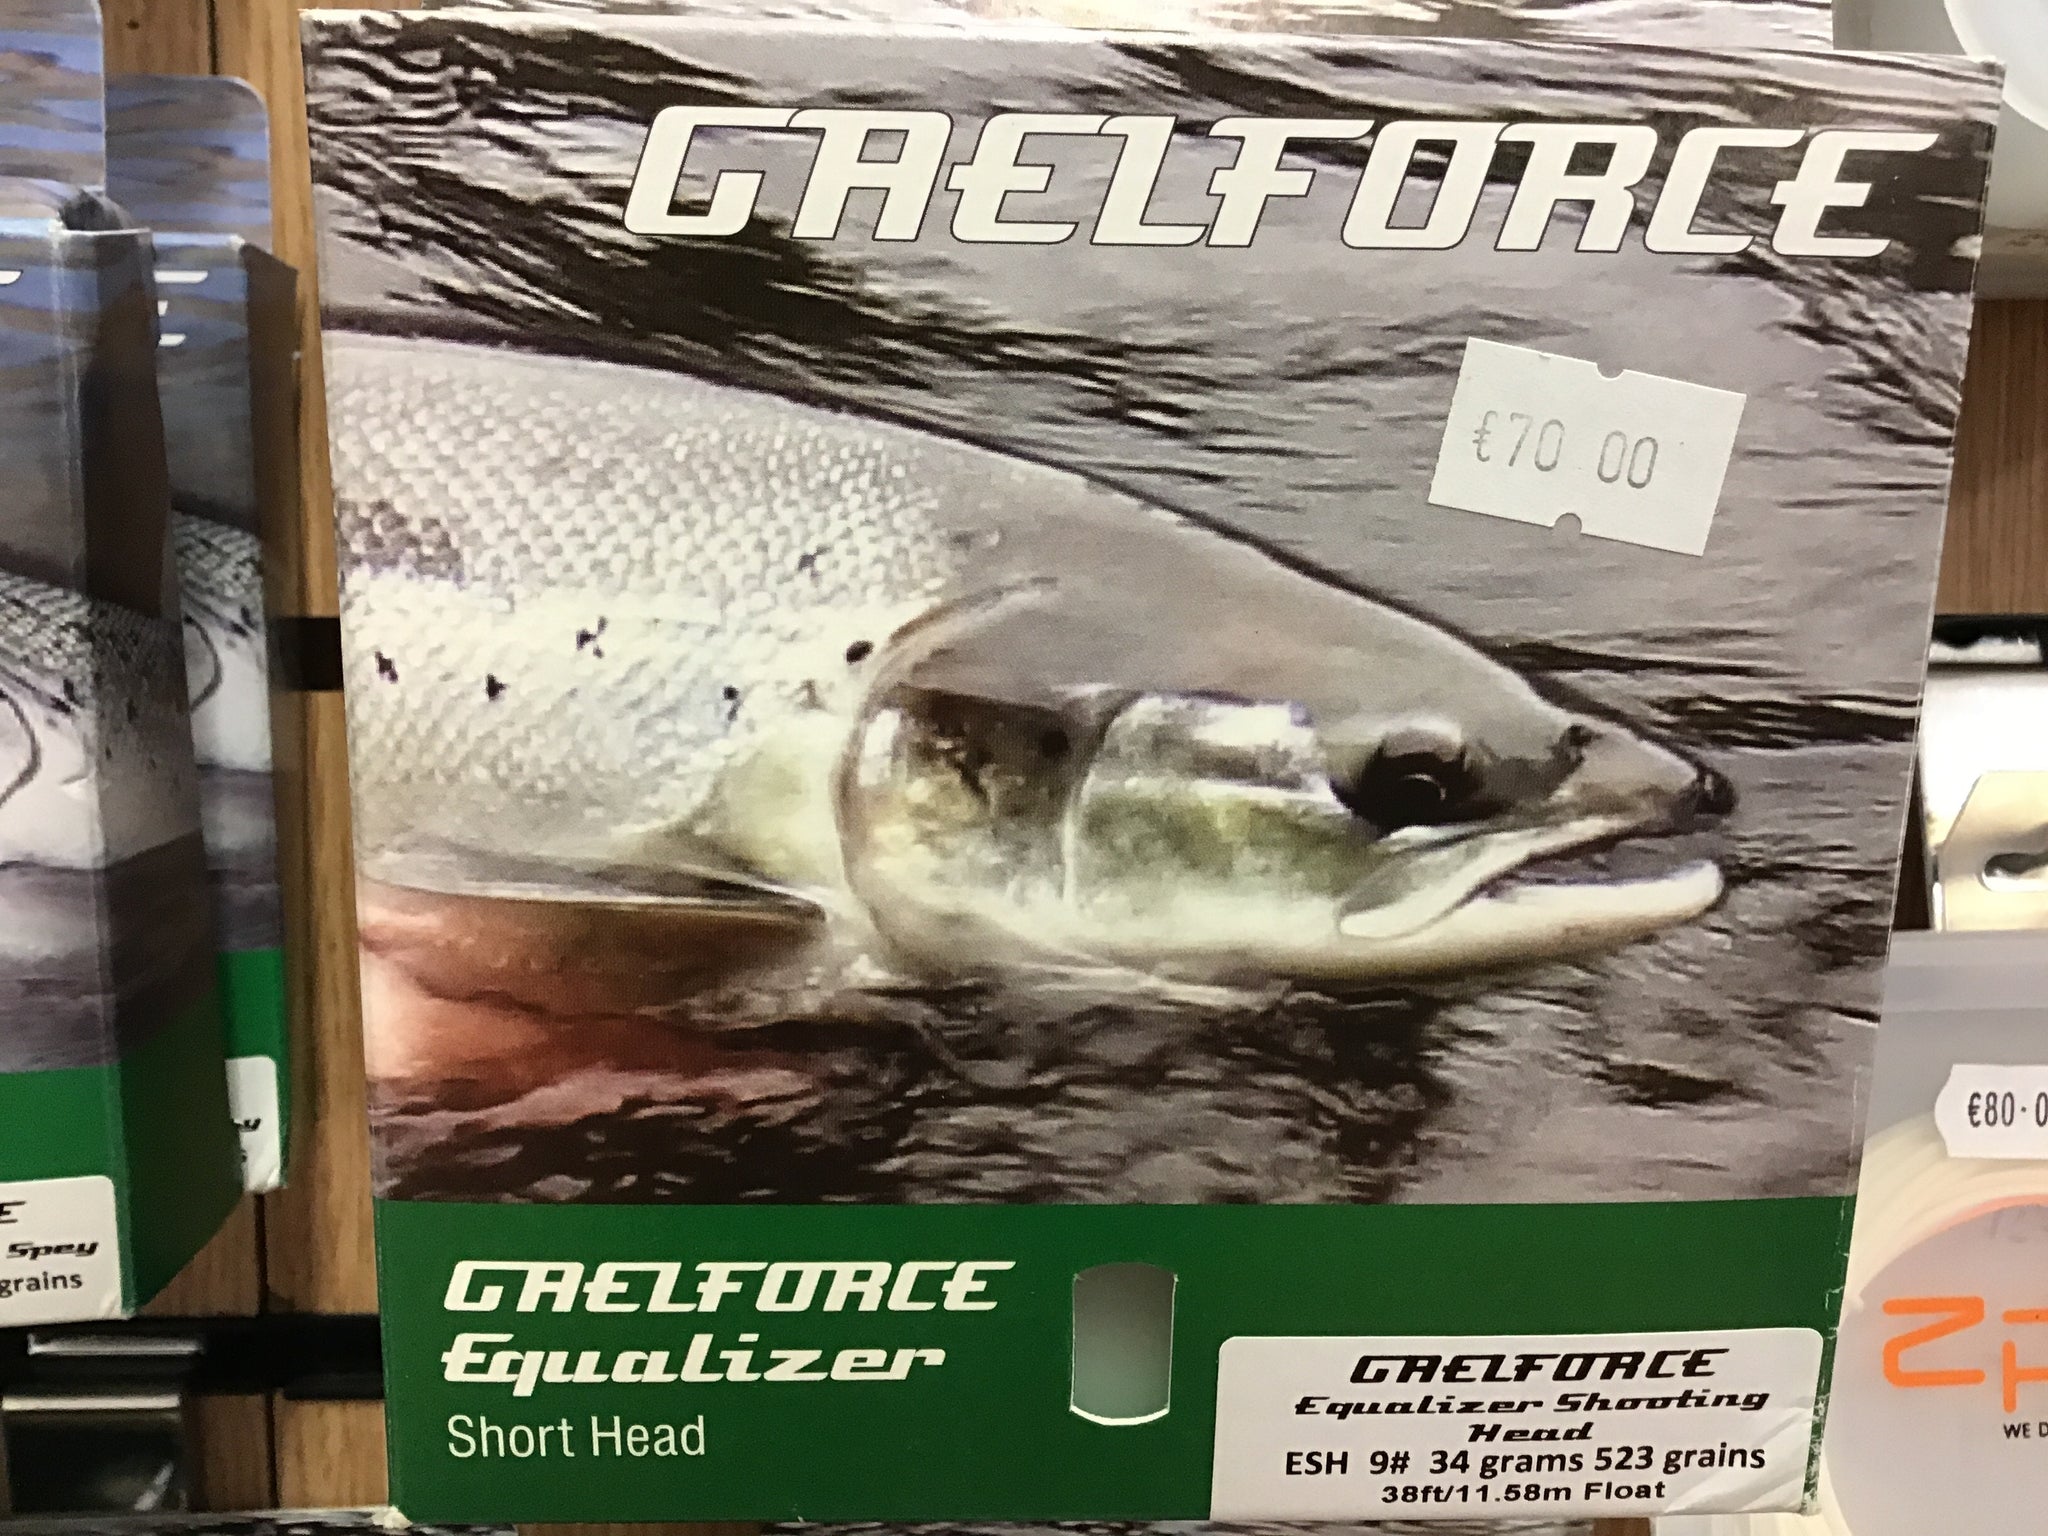 GAELFORCE
€70 00
GAELFORCE
Equalizer
Short Head
GAELFORCE
Equalizer Shooting
Head
ESH 9# 34 grams 523 grains
38ft/11.58m Float
Spey
grains
€80.0
WE